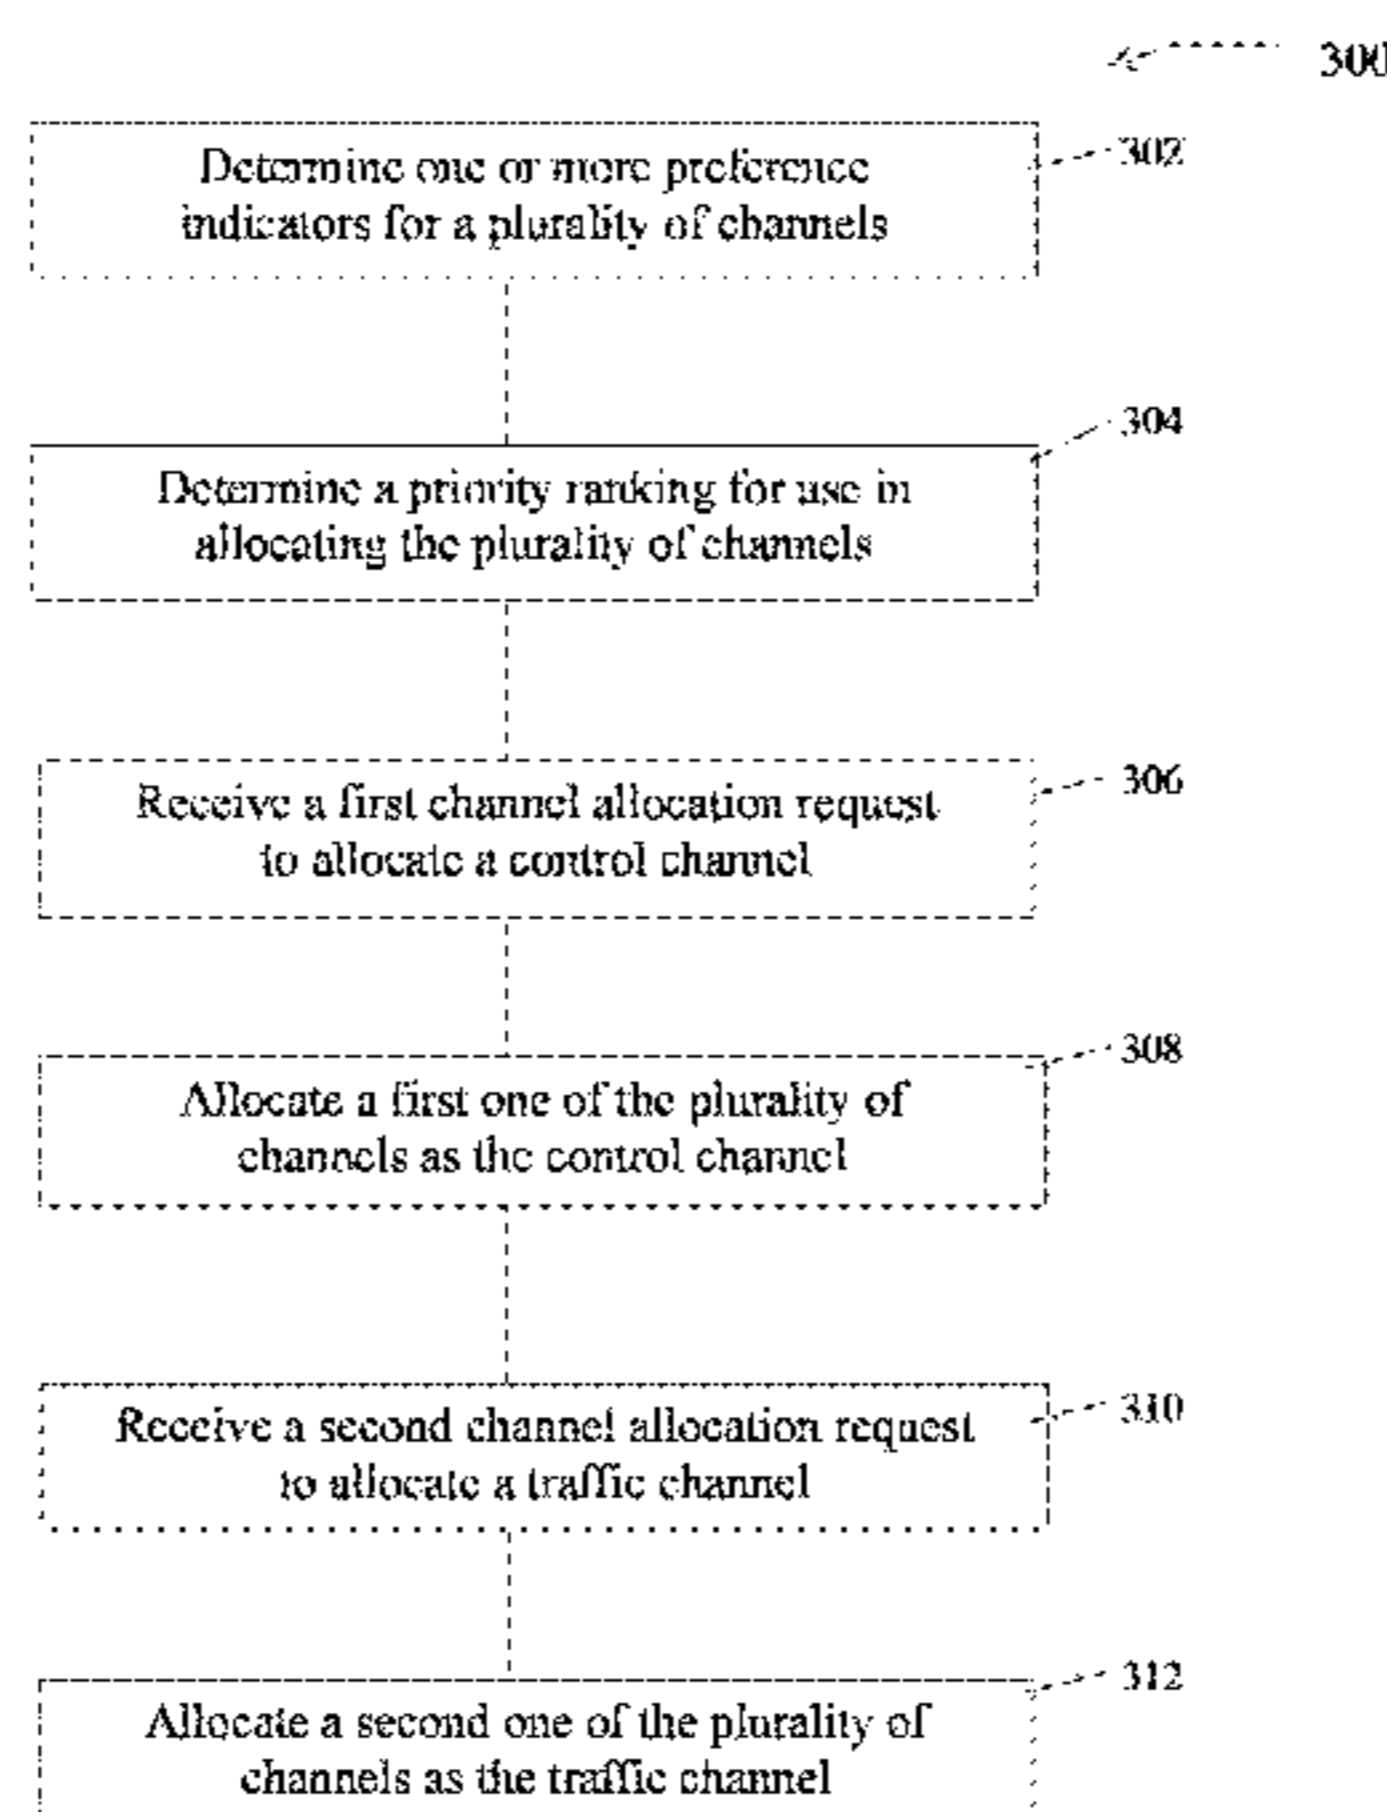 300
302
Determine one or more preference
indicators for a plurality of channels
304
Determine a priority ranking for use in
allocating the plurality of channels
306
Receive a first channel allocation request
to allocate a control channel
308
Allocate a first one of the plurality of
channels as the control channel
310
Receive a second channel allocation request
to allocate a traffic channel
312
Allocate a second one of the plurality of
channels as the traffic channel